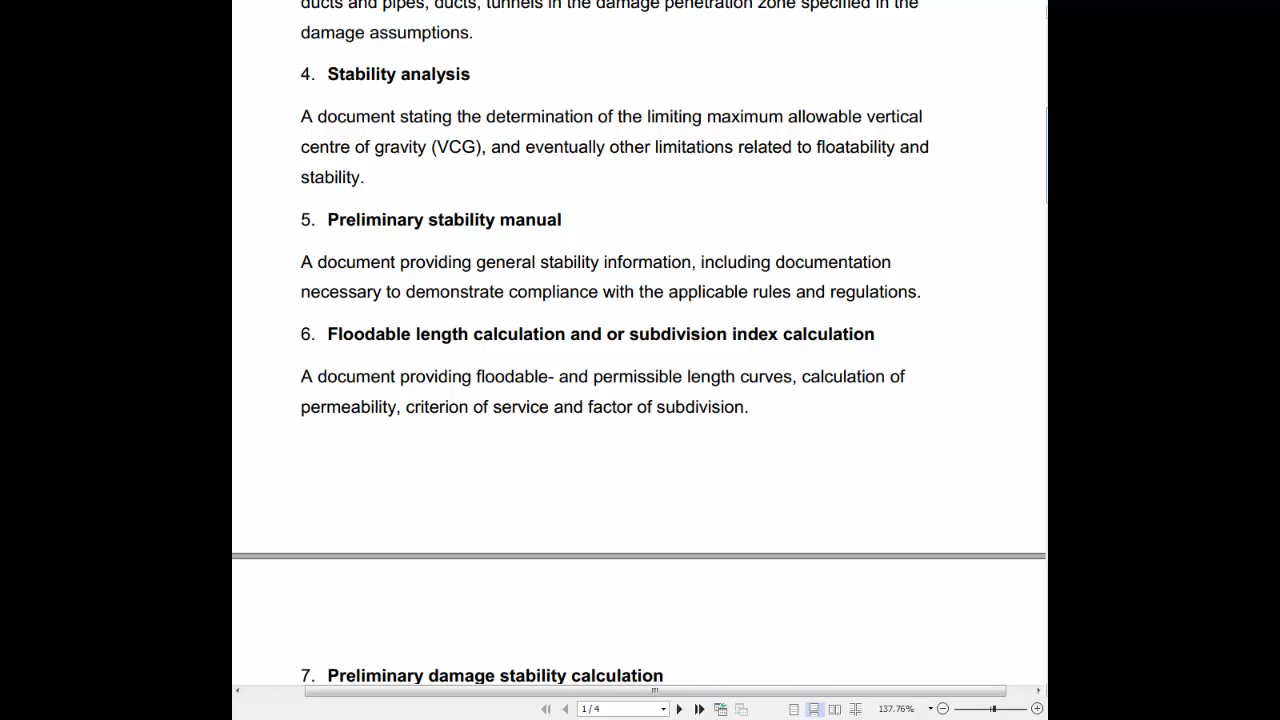 ducts and pipes, ducts, tunnels in the damage penetration zone specified in the
damage assumptions.
4. Stability analysis
A document stating the determination of the limiting maximum allowable vertical
centre of gravity (VCG), and eventually other limitations related to floatability and
stability.
5. Preliminary stability manual
A document providing general stability information, including documentation
necessary to demonstrate compliance with the applicable rules and regulations.
6. Floodable length calculation and or subdivision index calculation
A document providing floodable- and permissible length curves, calculation of
permeability, criterion of service and factor of subdivision.
7. Preliminary damage stability calculation
1 / 4
137.76%